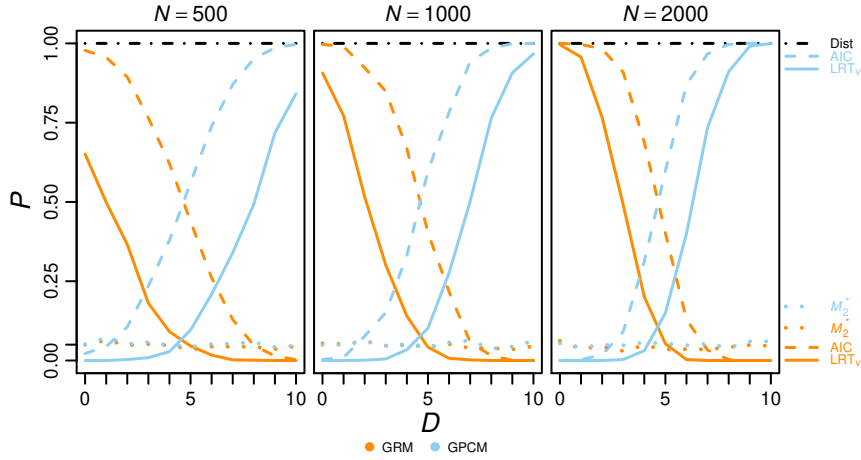 N = 500
N = 1000
N = 2000
P
1.00
0.75
0.50
0.25
0.00
Dist
AIC
LRTᵥ
M₂*
M₂*
AIC
LRTᵥ
0 5 10
0 5 10
0 5 10
D
GRM GPCM